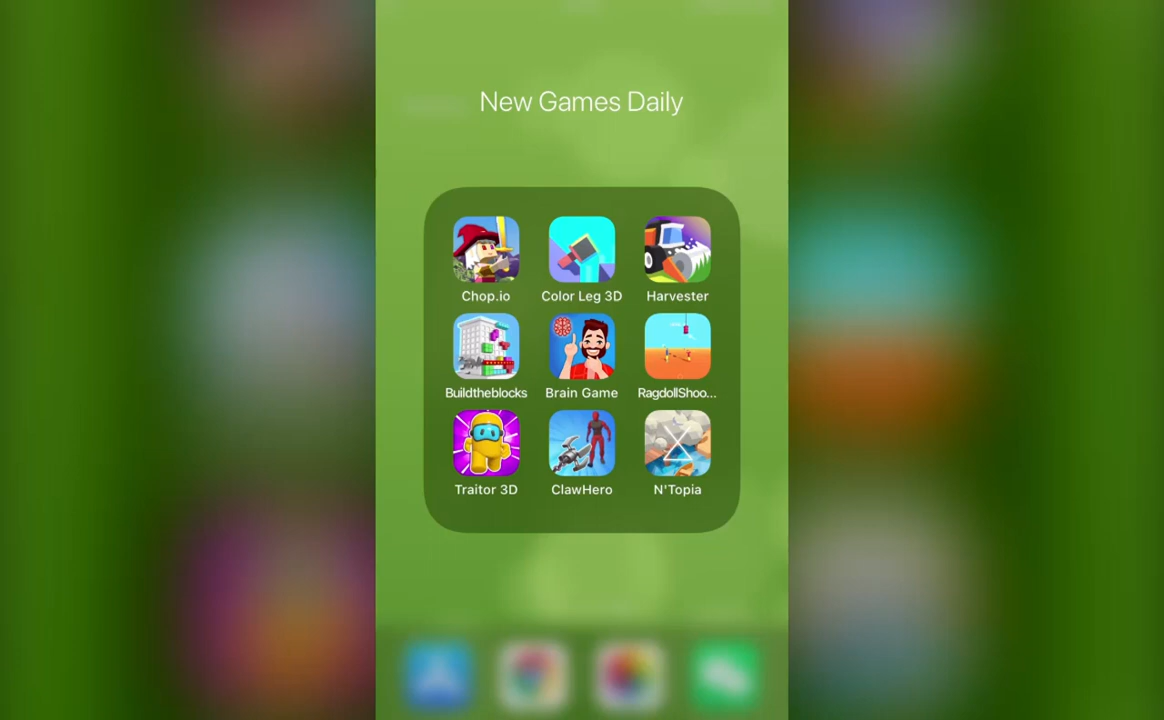 New Games Daily
Chop.io
Color Leg 3D
Harvester
Buildtheblocks
Brain Game
RagdollShoo...
Traitor 3D
ClawHero
N'Topia